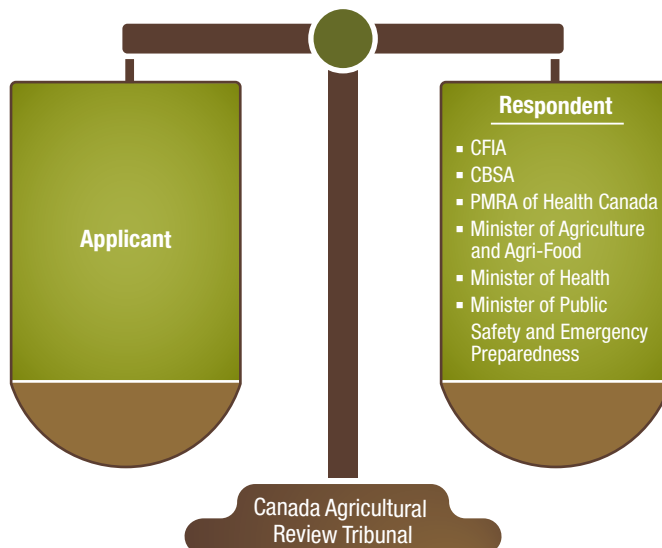 Applicant
Respondent
▪ CFIA
▪ CBSA
▪ PMRA of Health Canada
▪ Minister of Agriculture
and Agri-Food
▪ Minister of Health
▪ Minister of Public
Safety and Emergency
Preparedness
Canada Agricultural
Review Tribunal